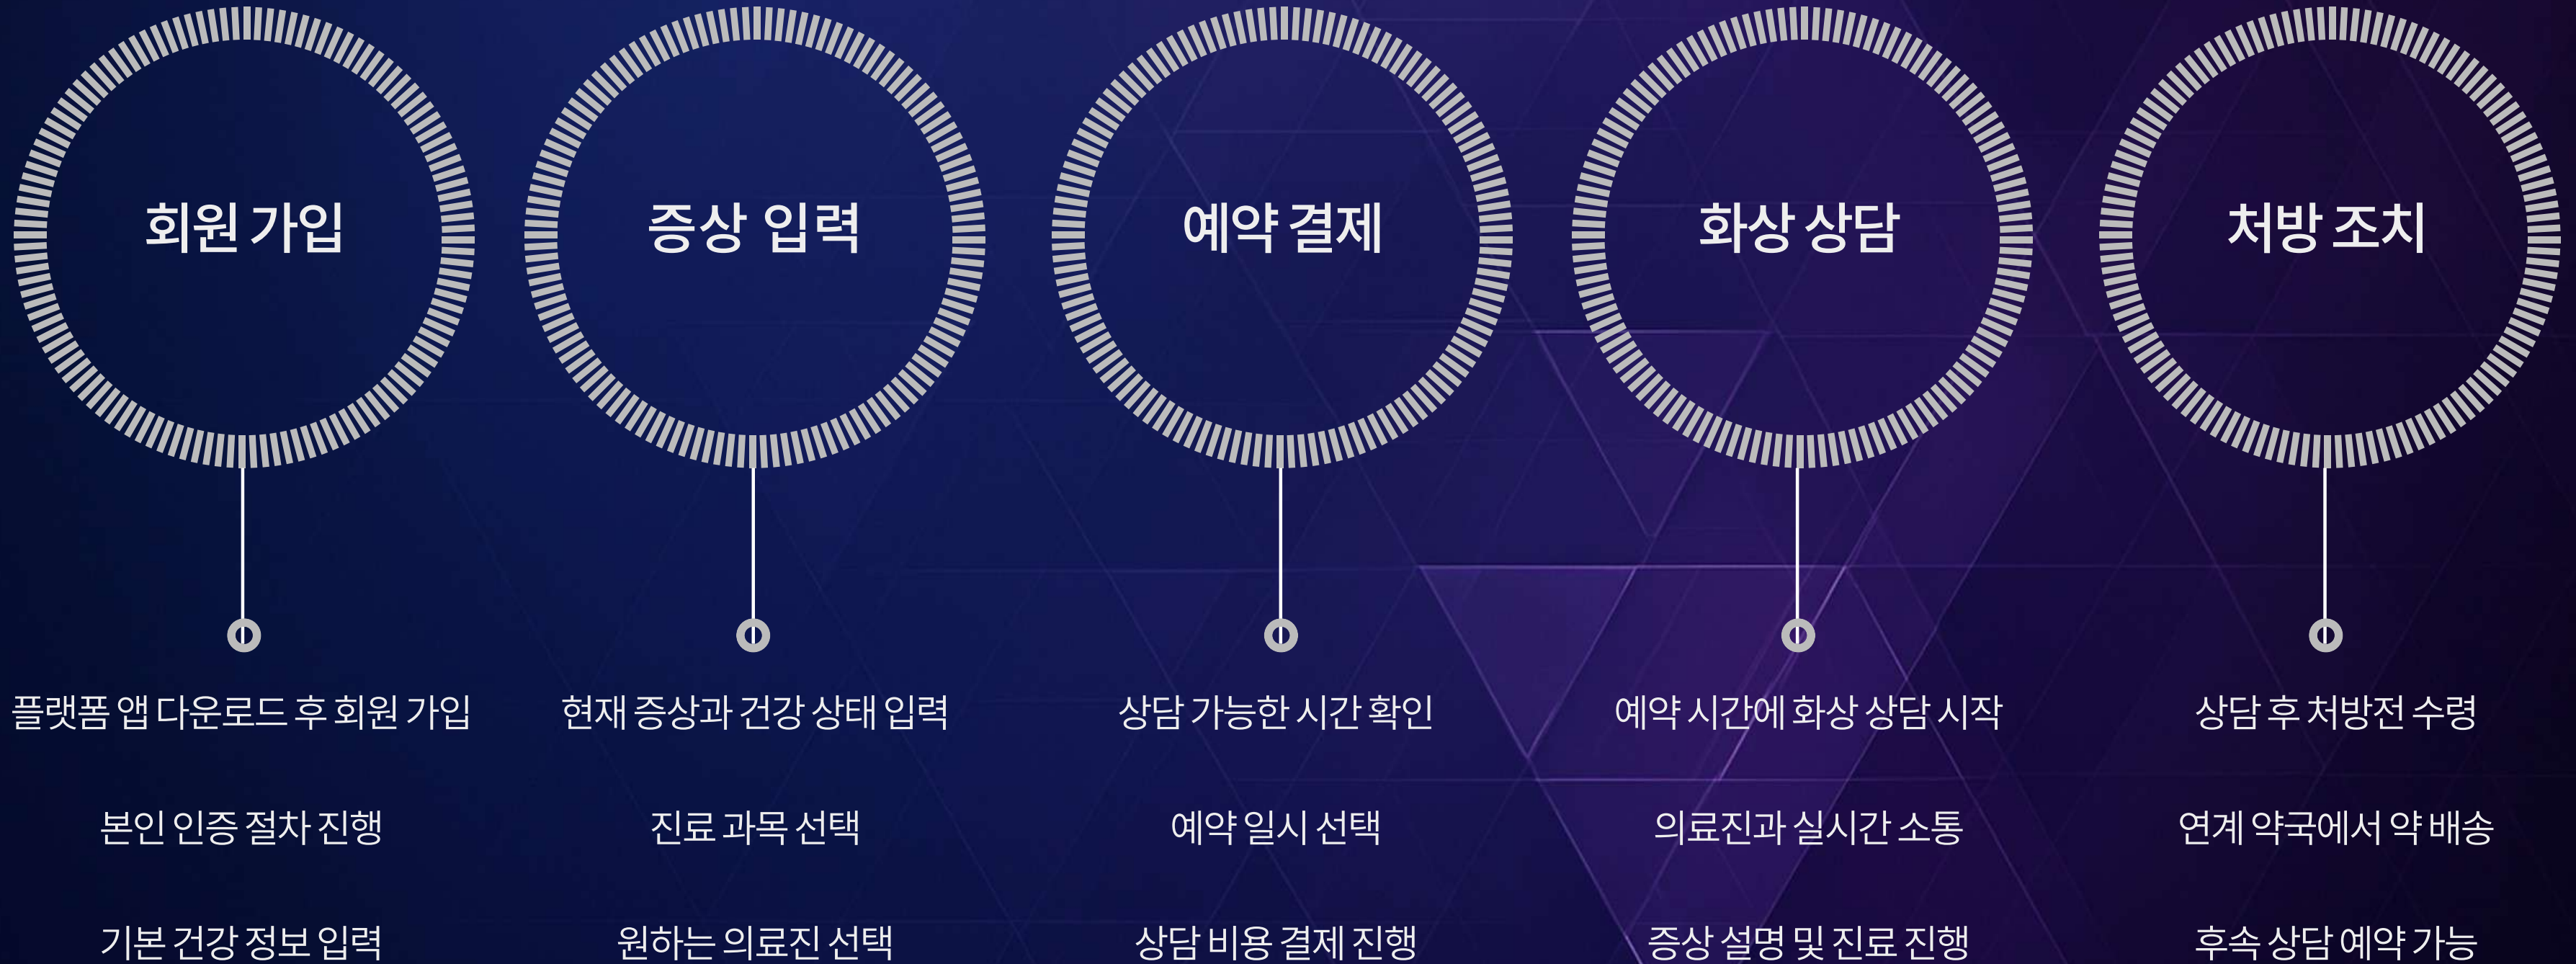 회원 가입
증상 입력
예약 결제
화상 상담
처방 조치
플랫폼 앱 다운로드 후 회원 가입
본인 인증 절차 진행
기본 건강 정보 입력
현재 증상과 건강 상태 입력
진료 과목 선택
원하는 의료진 선택
상담 가능한 시간 확인
예약 일시 선택
상담 비용 결제 진행
예약 시간에 화상 상담 시작
의료진과 실시간 소통
증상 설명 및 진료 진행
상담 후 처방전 수령
연계 약국에서 약 배송
후속 상담 예약 가능